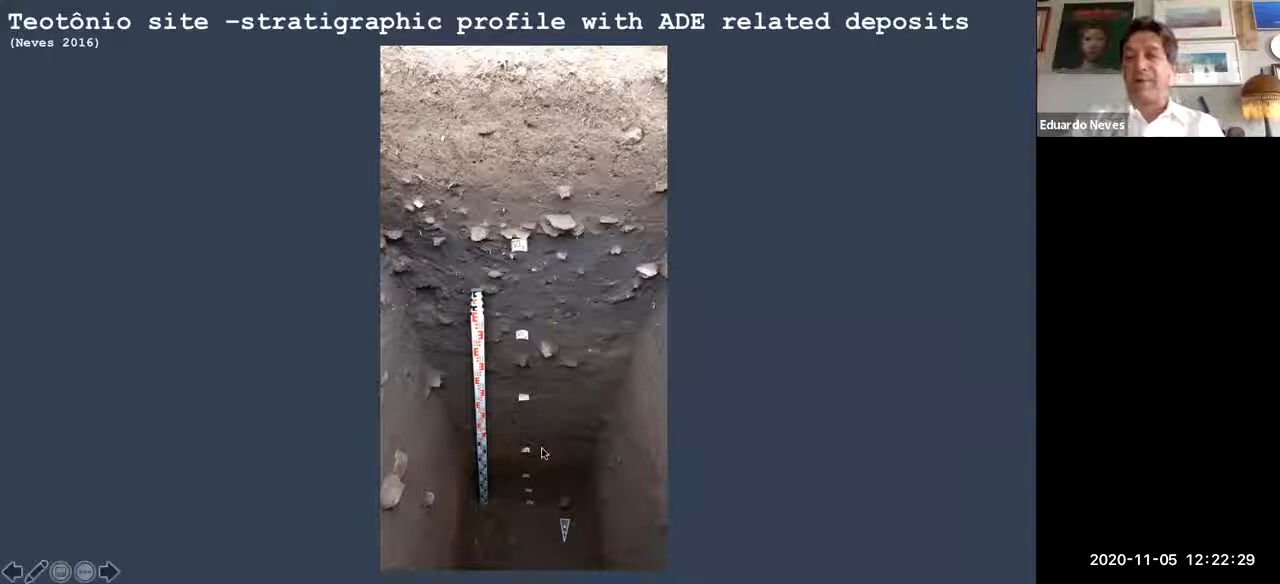 Teotônio site –stratigraphic profile with ADE related deposits
(Neves 2016)
Eduardo Neves
2020-11-05 12:22:29